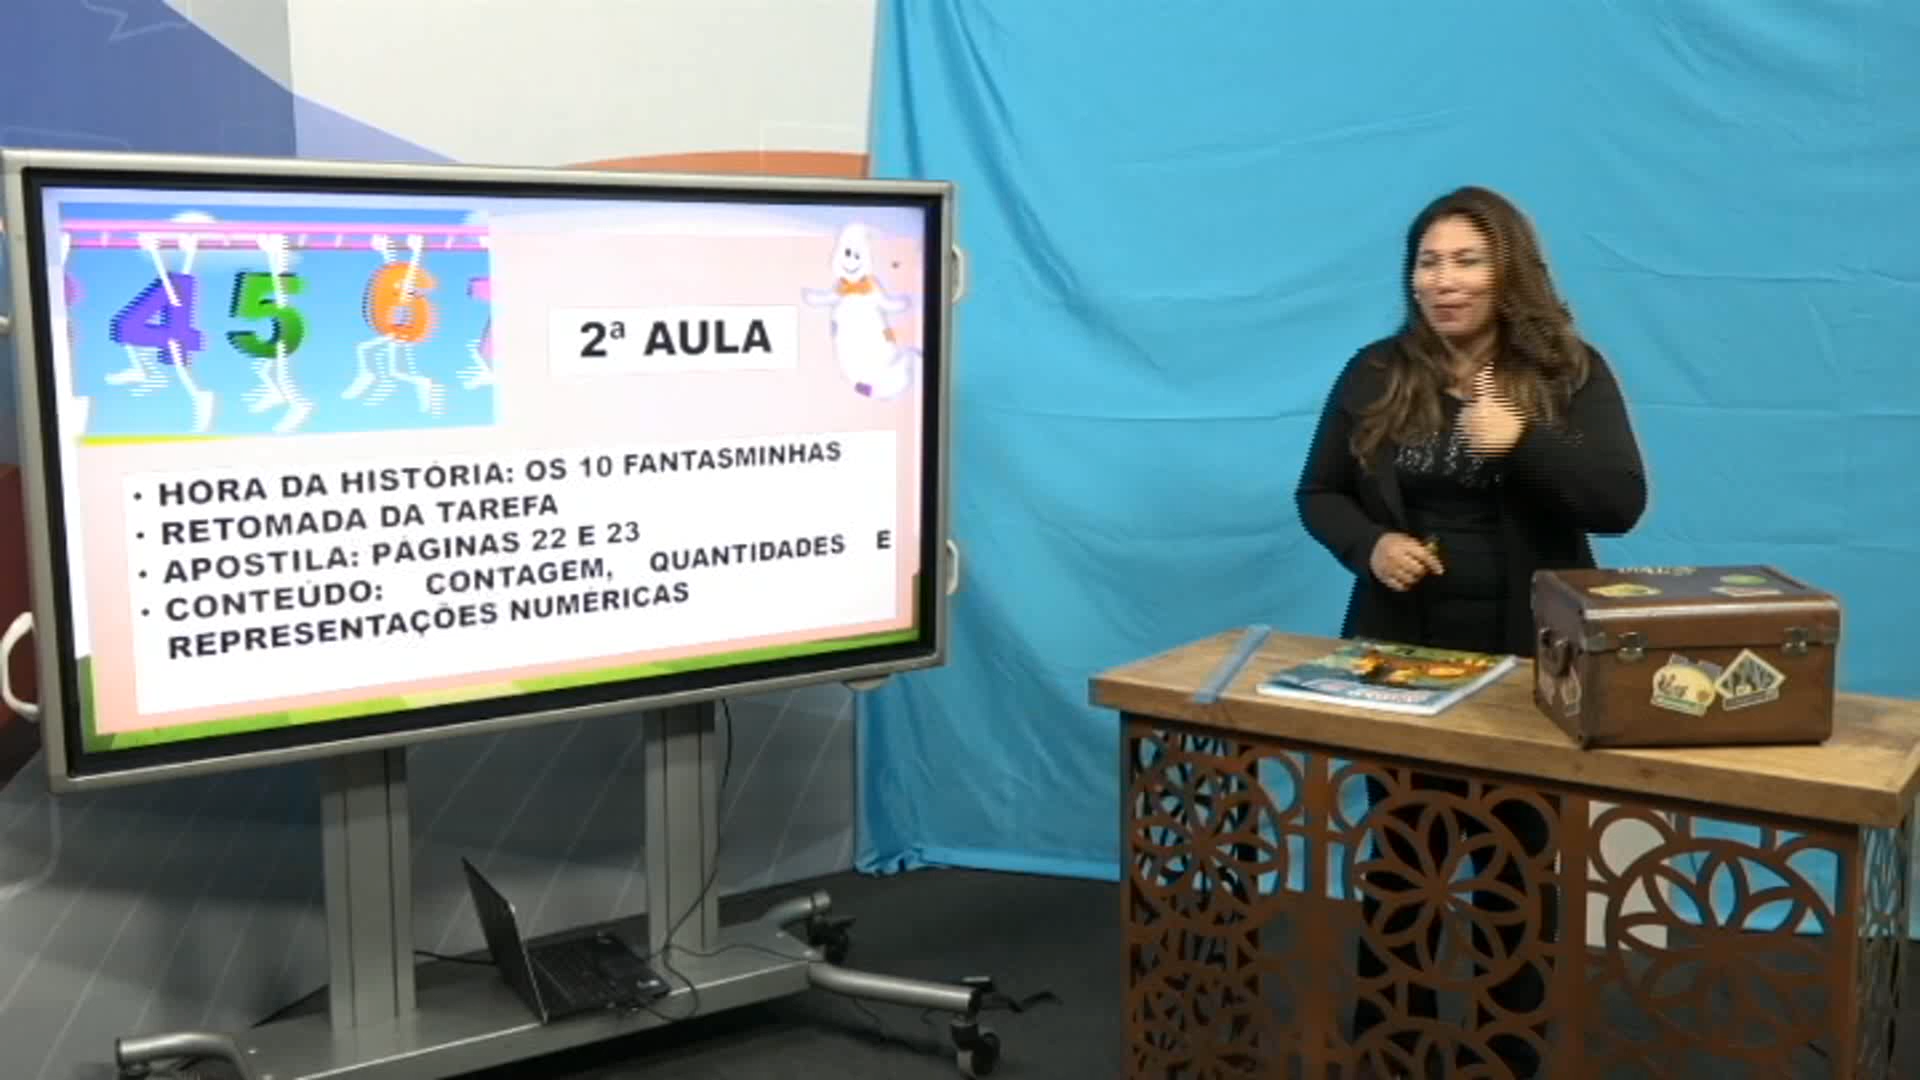 4 5 6
2ª AULA
• HORA DA HISTÓRIA: OS 10 FANTASMINHAS
• RETOMADA DA TAREFA
• APOSTILA: PÁGINAS 22 E 23
• CONTEÚDO: CONTAGEM, QUANTIDADES E
REPRESENTAÇÕES NUMÉRICAS